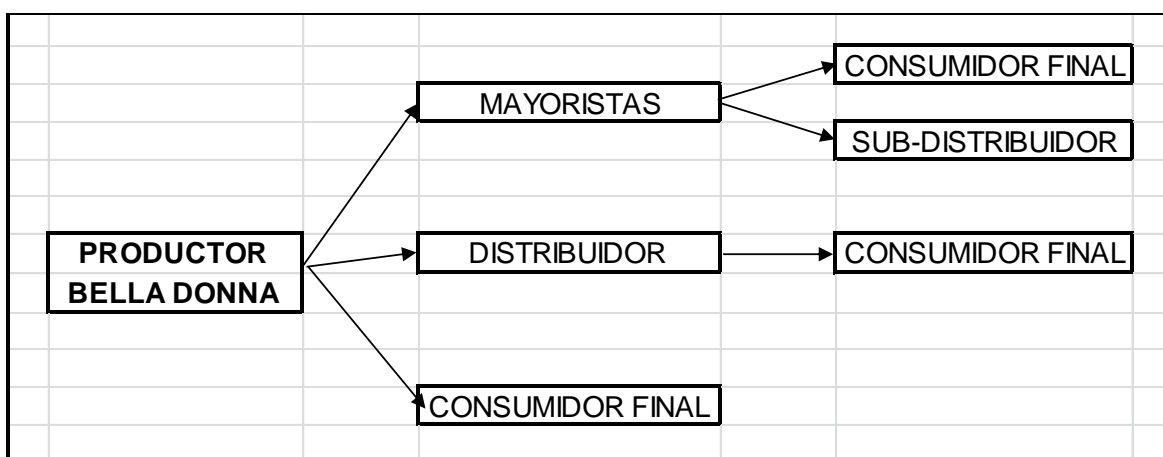 CONSUMIDOR FINAL
MAYORISTAS
SUB-DISTRIBUIDOR
PRODUCTOR
BELLA DONNA
DISTRIBUIDOR
CONSUMIDOR FINAL
CONSUMIDOR FINAL